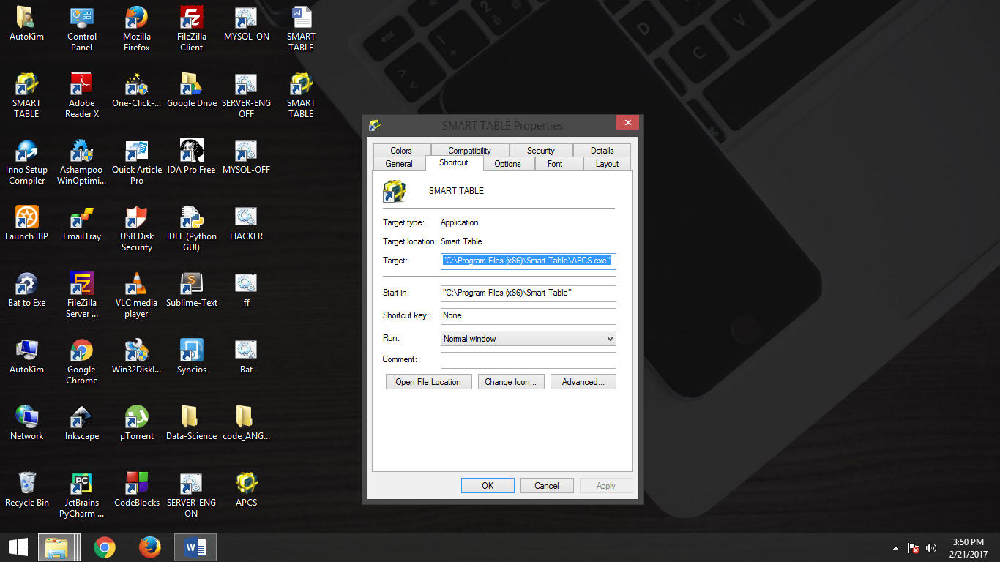 AutoKim
Control
Panel
Mozilla
Firefox
FileZilla
Client
MYSQL-ON
SMART
TABLE
SMART
TABLE
Adobe
Reader X
One-Click-...
Google Drive
SERVER-ENG
OFF
SMART
TABLE
Inno Setup
Compiler
Ashampoo
WinOptimi...
Quick Article
Pro
IDA Pro Free
MYSQL-OFF
Launch IBP
EmailTray
USB Disk
Security
IDLE (Python
GUI)
HACKER
Bat to Exe
FileZilla
Server ...
VLC media
player
Sublime-Text
ff
AutoKim
Google
Chrome
Win32DiskI...
Syncios
Bat
Network
Inkscape
µTorrent
Data-Science
code_ANG...
Recycle Bin
JetBrains
PyCharm ...
CodeBlocks
SERVER-ENG
ON
APCS
SMART TABLE Properties
Colors Compatibility Security Details
General Shortcut Options Font Layout
SMART TABLE
Target type: Application
Target location: Smart Table
Target: "C:\Program Files (x86)\Smart Table\APCS.exe"
Start in: "C:\Program Files (x86)\Smart Table"
Shortcut key: None
Run: Normal window
Comment:
Open File Location Change Icon... Advanced...
OK Cancel Apply
3:50 PM
2/21/2017